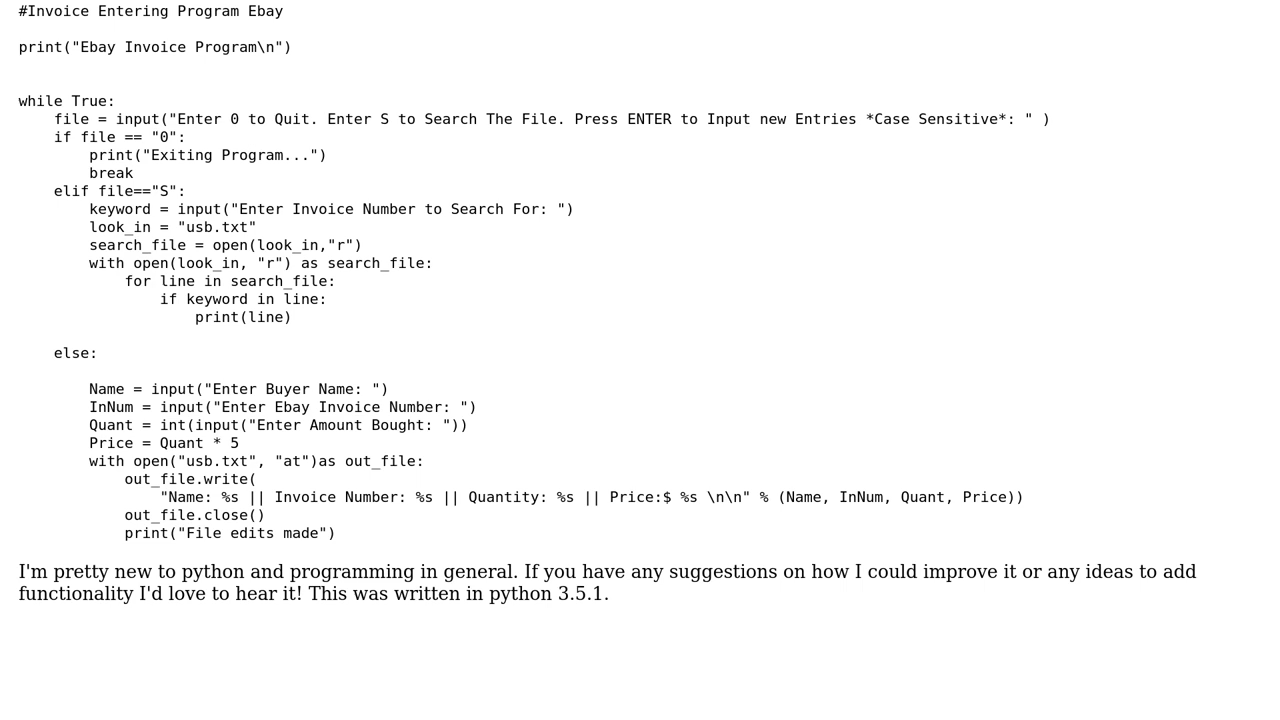 #Invoice Entering Program Ebay

print("Ebay Invoice Program\n")


while True:
    file = input("Enter 0 to Quit. Enter S to Search The File. Press ENTER to Input new Entries *Case Sensitive*: " )
    if file == "0":
        print("Exiting Program...")
        break
    elif file=="S":
        keyword = input("Enter Invoice Number to Search For: ")
        look_in = "usb.txt"
        search_file = open(look_in,"r")
        with open(look_in, "r") as search_file:
            for line in search_file:
                if keyword in line:
                    print(line)

    else:

        Name = input("Enter Buyer Name: ")
        InNum = input("Enter Ebay Invoice Number: ")
        Quant = int(input("Enter Amount Bought: "))
        Price = Quant * 5
        with open("usb.txt", "at")as out_file:
            out_file.write(
                "Name: %s || Invoice Number: %s || Quantity: %s || Price:$ %s \n\n" % (Name, InNum, Quant, Price))
            out_file.close()
            print("File edits made")

I'm pretty new to python and programming in general. If you have any suggestions on how I could improve it or any ideas to add
functionality I'd love to hear it! This was written in python 3.5.1.